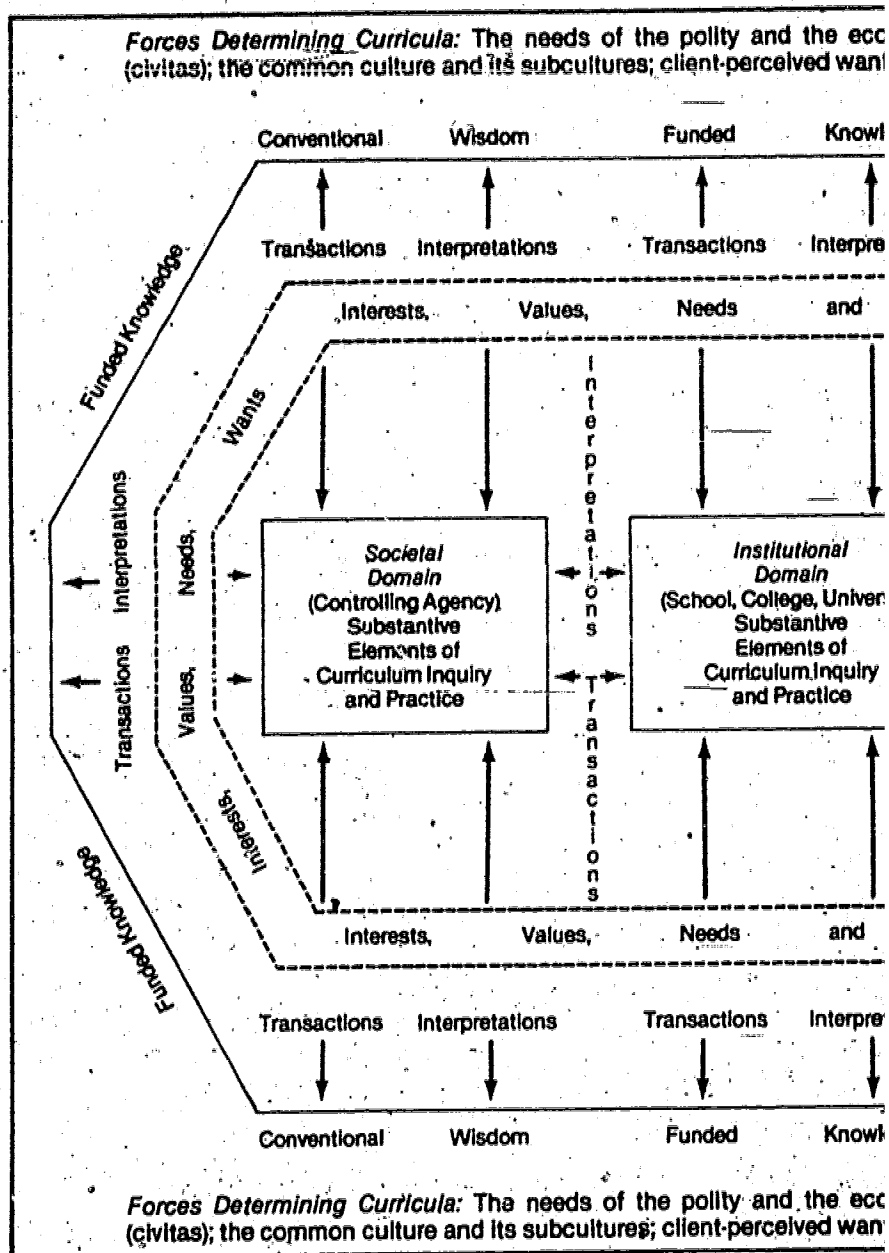 Forces Determining Curricula: The needs of the polity and the eco
(civitas); the common culture and its subcultures; client-perceived want
Conventional Wisdom Funded Knowl
Transactions Interpretations Transactions Interpre
Interests, Values, Needs and
Funded Knowledge
Wants
Interpretations
Transactions
Needs,
Values,
Interests,
Funded Knowledge
Societal
Domain
(Controlling Agency)
Substantive
Elements of
Curriculum Inquiry
and Practice
Interpretations
Transactions
Institutional
Domain
(School, College, Univers
Substantive
Elements of
Curriculum Inquiry
and Practice
Interests, Values, Needs and
Transactions Interpretations Transactions Interpre
Conventional Wisdom Funded Knowl
Forces Determining Curricula: The needs of the polity and the eco
(civitas); the common culture and its subcultures; client-perceived want